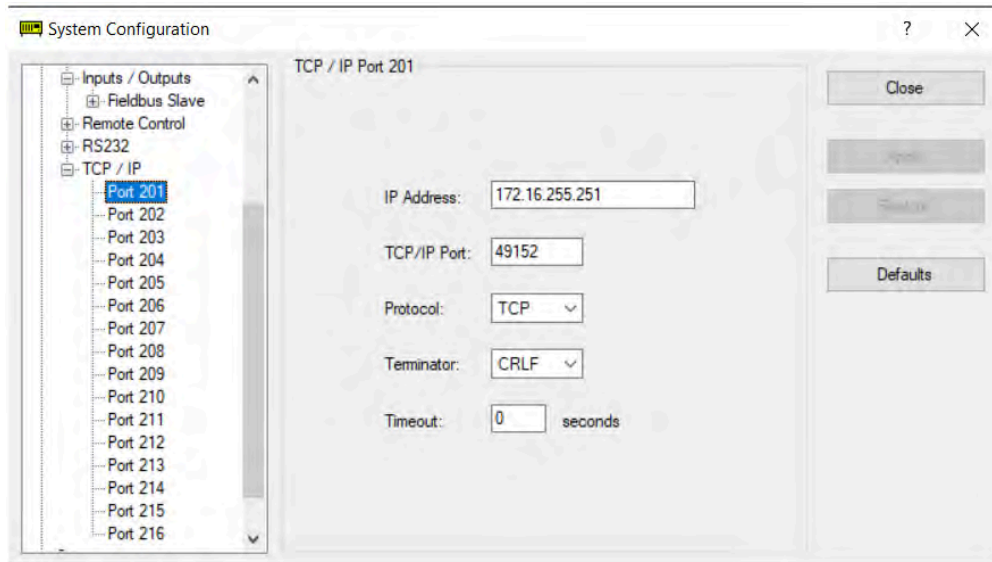 System Configuration
?
Inputs / Outputs
Fieldbus Slave
Remote Control
RS232
TCP / IP
Port 201
Port 202
Port 203
Port 204
Port 205
Port 206
Port 207
Port 208
Port 209
Port 210
Port 211
Port 212
Port 213
Port 214
Port 215
Port 216
TCP / IP Port 201
IP Address: 172.16.255.251
TCP/IP Port: 49152
Protocol: TCP
Terminator: CRLF
Timeout: 0 seconds
Close
Defaults